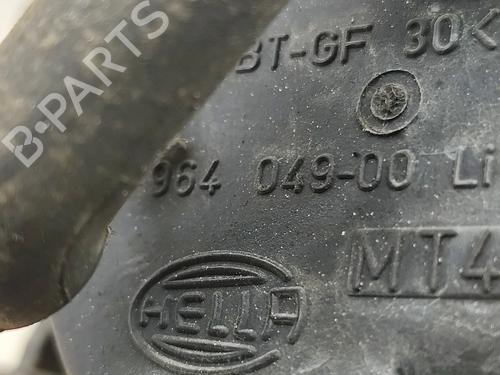 B-PARTS
BT-GF 30<
964 049-00 Li
MT4
HELLA